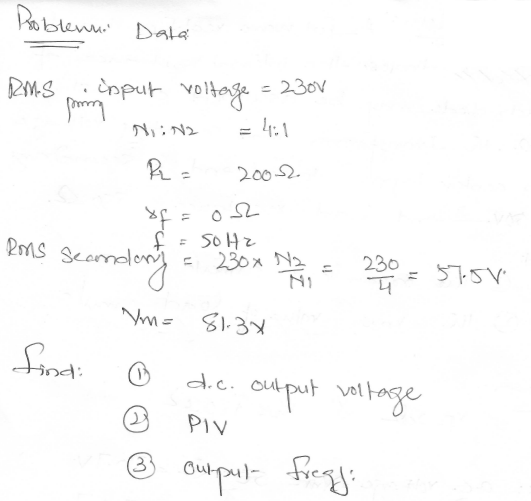 Problem: Data
RMS primary input voltage = 230V
N1 : N2 = 4:1
RL = 200 Ω
rf = 0 Ω
f = 50 Hz
RMS Secondary = 230 x N2/N1 = 230/4 = 57.5V.
Vm = 81.3V
find: ① d.c. output voltage
② PIV
③ output freq: